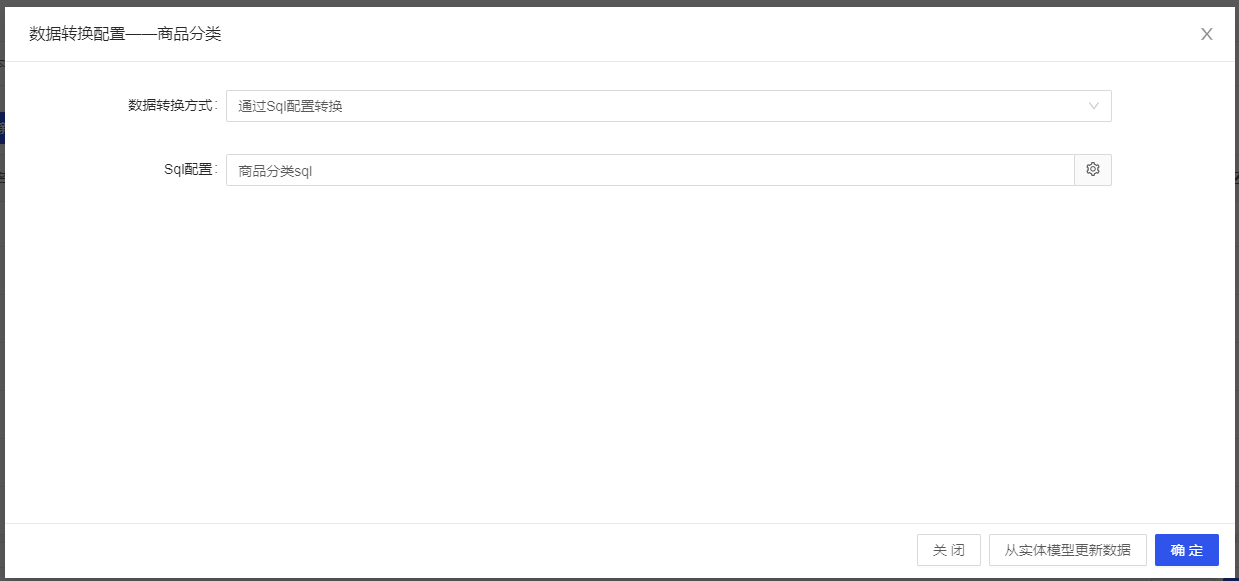 数据转换配置——商品分类
数据转换方式:
通过Sql配置转换
Sql配置:
商品分类sql
关 闭
从实体模型更新数据
确 定